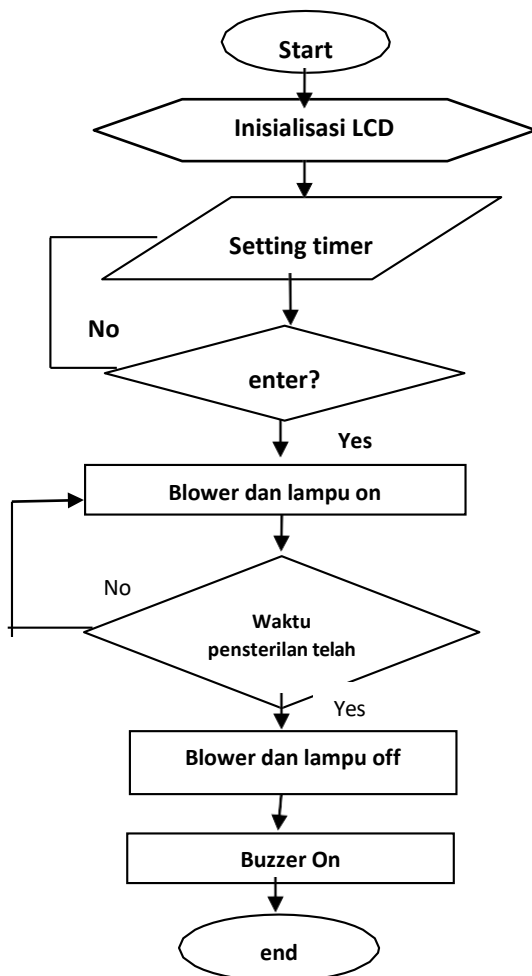 Start
Inisialisasi LCD
Setting timer
No
enter?
Yes
Blower dan lampu on
No
Waktu
pensterilan telah
Yes
Blower dan lampu off
Buzzer On
end